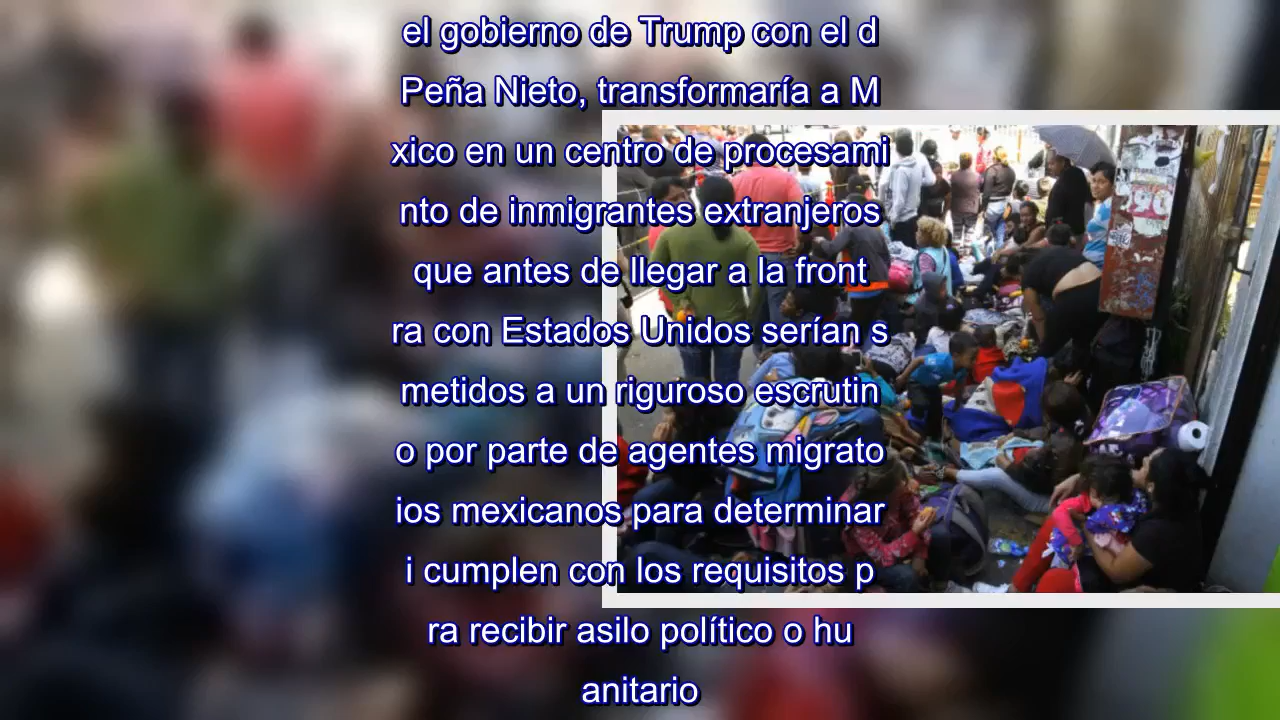 el gobierno de Trump con el d
Peña Nieto, transformaría a M
xico en un centro de procesami
nto de inmigrantes extranjeros
que antes de llegar a la front
ra con Estados Unidos serían s
metidos a un riguroso escrutin
o por parte de agentes migrato
ios mexicanos para determinar
i cumplen con los requisitos p
ra recibir asilo político o hu
anitario